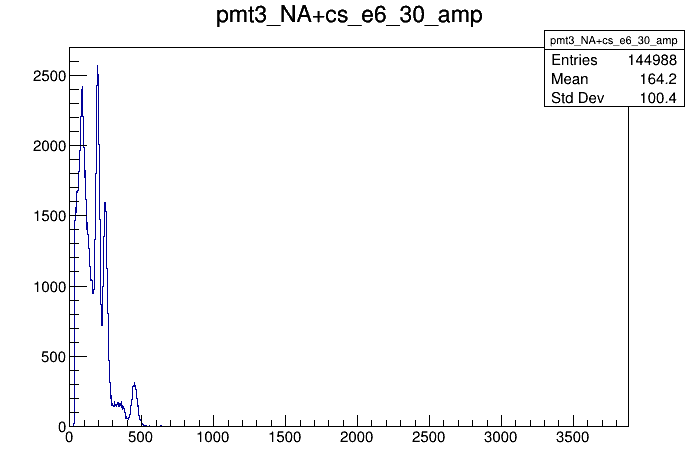 pmt3_NA+cs_e6_30_amp
pmt3_NA+cs_e6_30_amp
Entries 144988
Mean 164.2
Std Dev 100.4
2500
2000
1500
1000
500
0
0 500 1000 1500 2000 2500 3000 3500